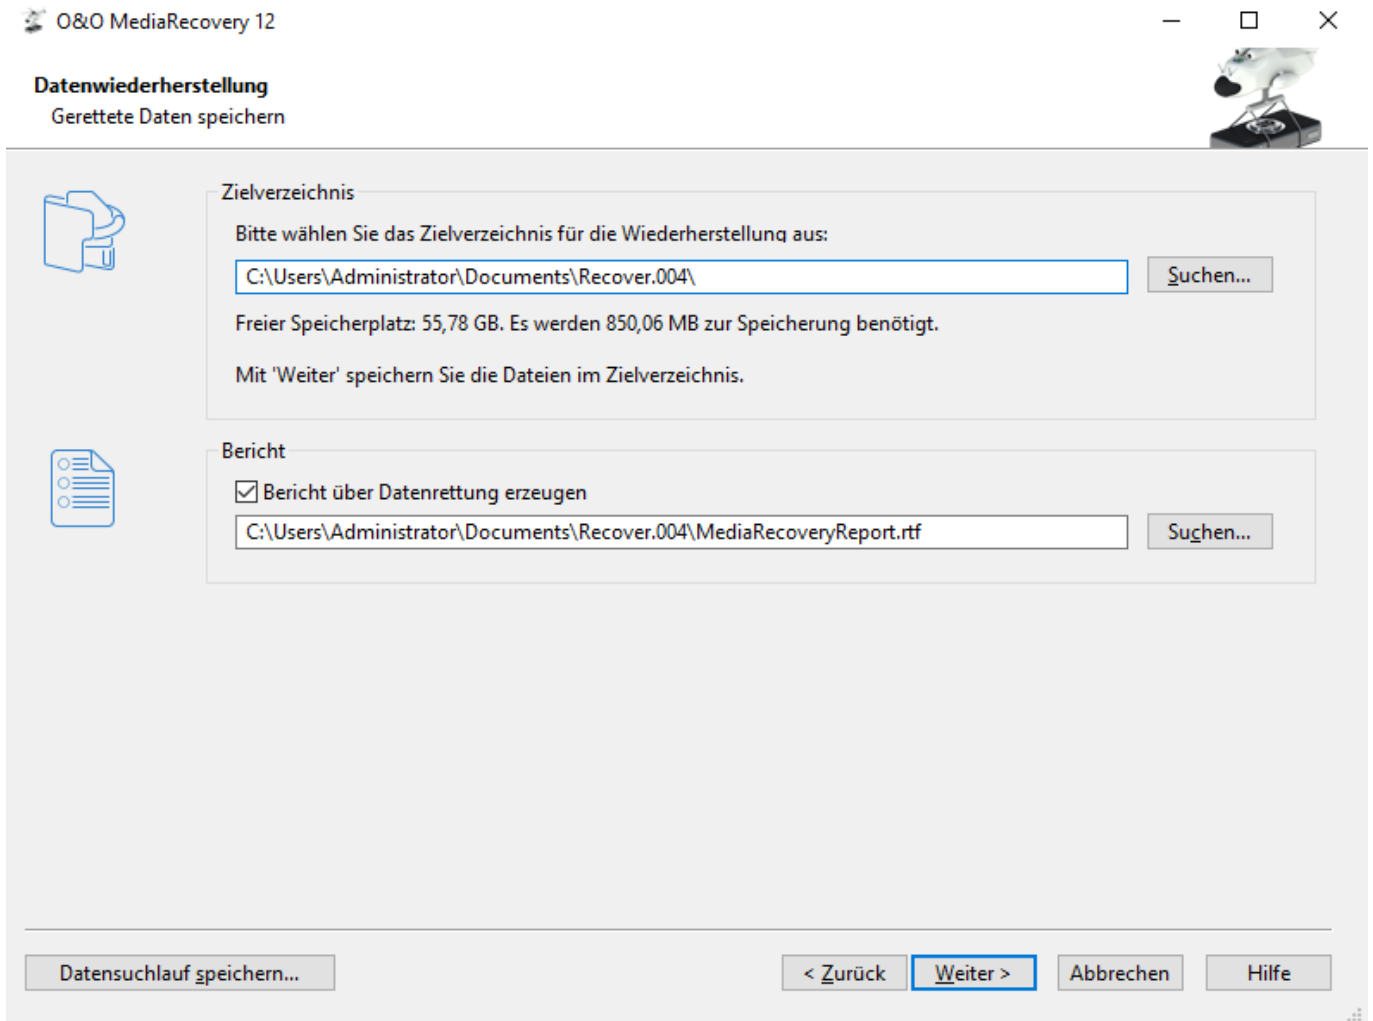 O&O MediaRecovery 12
Datenwiederherstellung
Gerettete Daten speichern
Zielverzeichnis
Bitte wählen Sie das Zielverzeichnis für die Wiederherstellung aus:
C:\Users\Administrator\Documents\Recover.004\
Suchen...
Freier Speicherplatz: 55,78 GB. Es werden 850,06 MB zur Speicherung benötigt.
Mit 'Weiter' speichern Sie die Dateien im Zielverzeichnis.
Bericht
Bericht über Datenrettung erzeugen
C:\Users\Administrator\Documents\Recover.004\MediaRecoveryReport.rtf
Suchen...
Datensuchlauf speichern...
< Zurück
Weiter >
Abbrechen
Hilfe